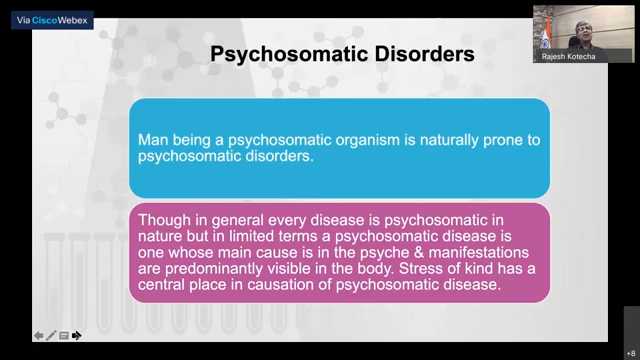 Via Cisco Webex
Psychosomatic Disorders
Rajesh Kotecha
Man being a psychosomatic organism is naturally prone to
psychosomatic disorders.
Though in general every disease is psychosomatic in
nature but in limited terms a psychosomatic disease is
one whose main cause is in the psyche & manifestations
are predominantly visible in the body. Stress of kind has a
central place in causation of psychosomatic disease.
+8